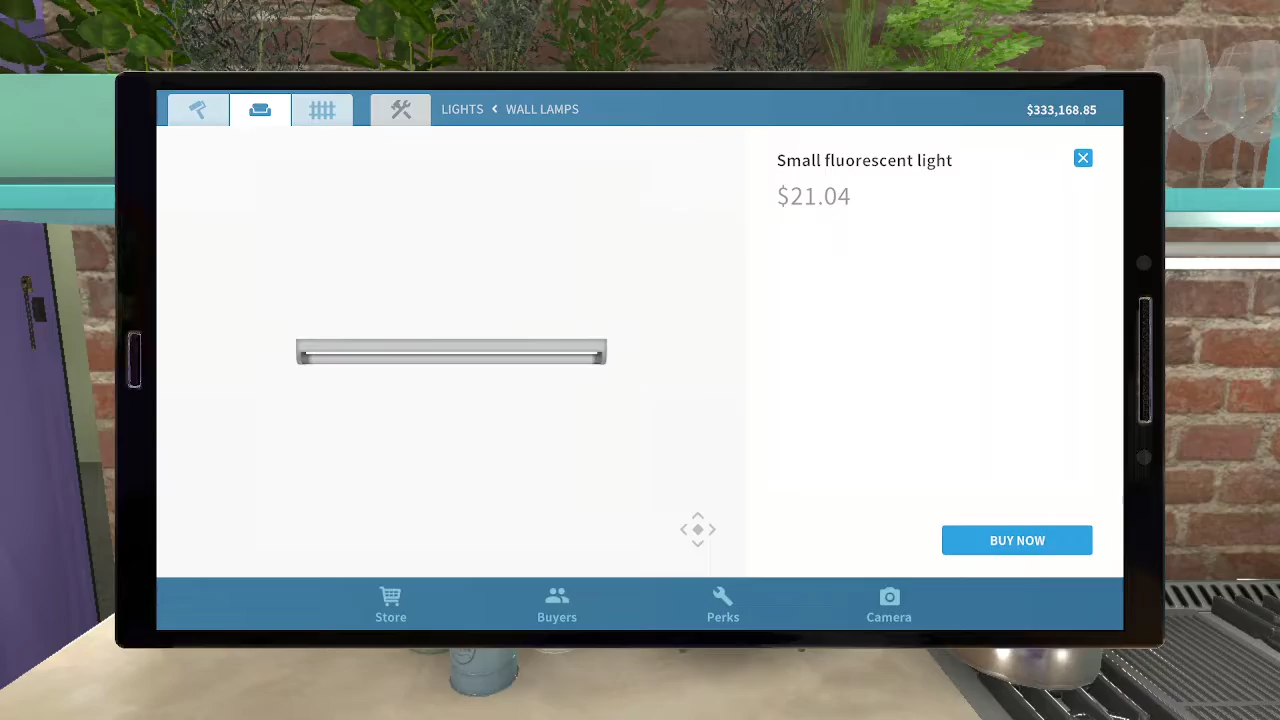 LIGHTS < WALL LAMPS
$333,168.85
Small fluorescent light
$21.04
BUY NOW
Store
Buyers
Perks
Camera